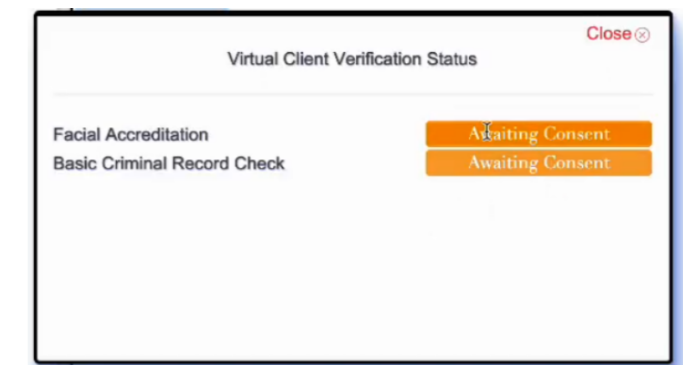 Close
Virtual Client Verification Status
Facial Accreditation
Awaiting Consent
Basic Criminal Record Check
Awaiting Consent